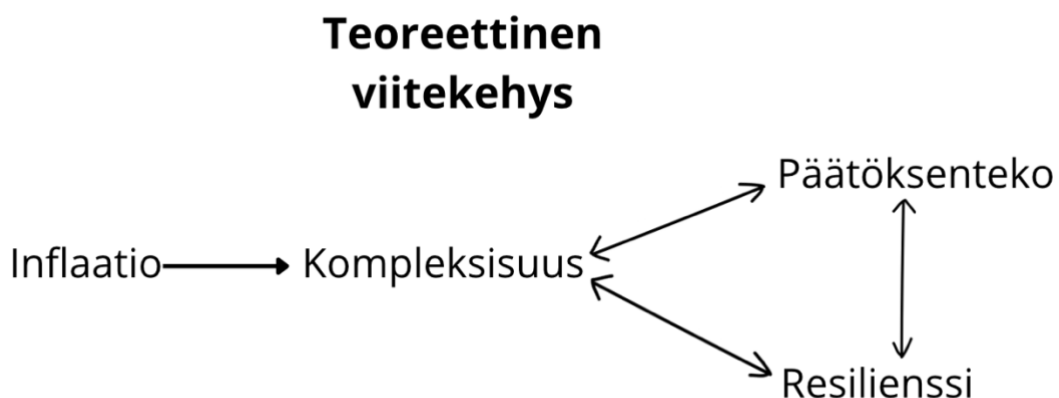 Teoreettinen
viitekehys
Päätöksenteko
Inflaatio
Kompleksisuus
Resilienssi